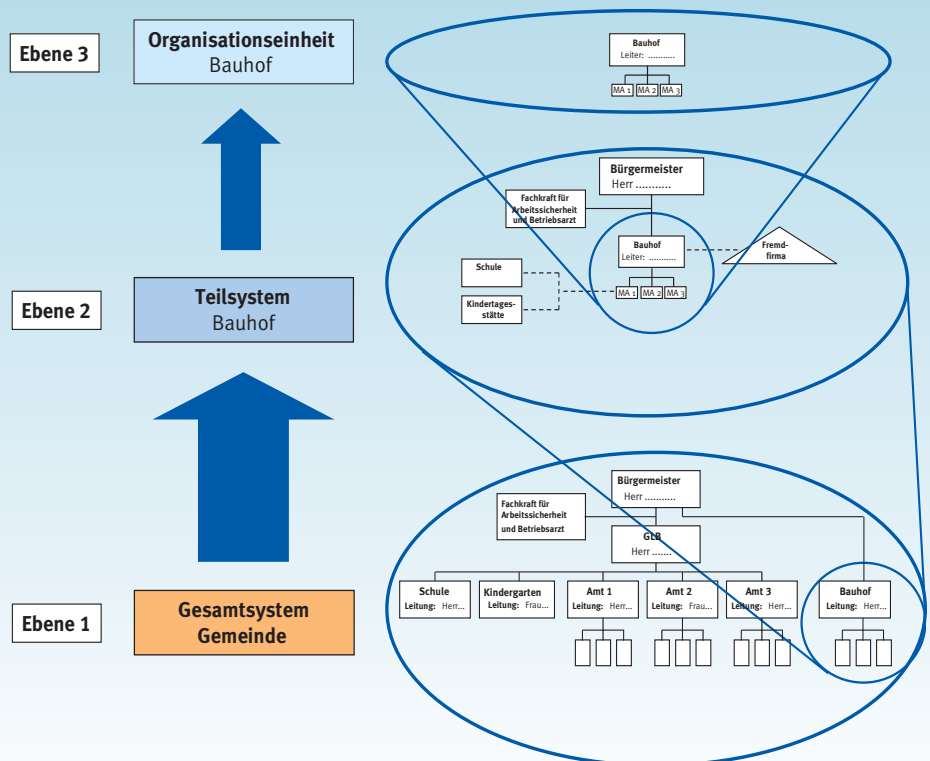 Ebene 3
Organisationseinheit
Bauhof
Bauhof
Leiter: ...........
MA 1 MA 2 MA 3
Ebene 2
Teilsystem
Bauhof
Bürgermeister
Herr ...........
Fachkraft für
Arbeitssicherheit
und Betriebsarzt
Bauhof
Leiter: ...........
MA 1 MA 2 MA 3
Schule
Kindertages-
stätte
Fremd-
firma
Ebene 1
Gesamtsystem
Gemeinde
Bürgermeister
Herr ...........
Fachkraft für
Arbeitssicherheit
und Betriebsarzt
GLB
Herr .......
Schule
Leitung: Herr...
Kindergarten
Leitung: Frau...
Amt 1
Leitung: Herr...
Amt 2
Leitung: Frau...
Amt 3
Leitung: Herr...
Bauhof
Leitung: Herr...